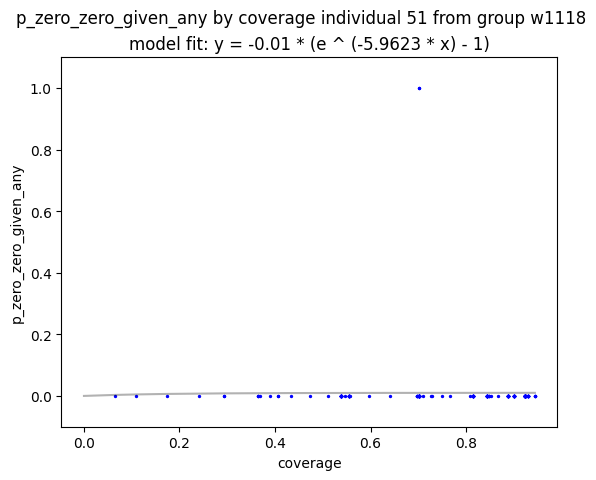 p_zero_zero_given_any by coverage individual 51 from group w1118
model fit: y = -0.01 * (e ^ (-5.9623 * x) - 1)
1.0
0.8
0.6
0.4
0.2
0.0
p_zero_zero_given_any
0.0 0.2 0.4 0.6 0.8
coverage